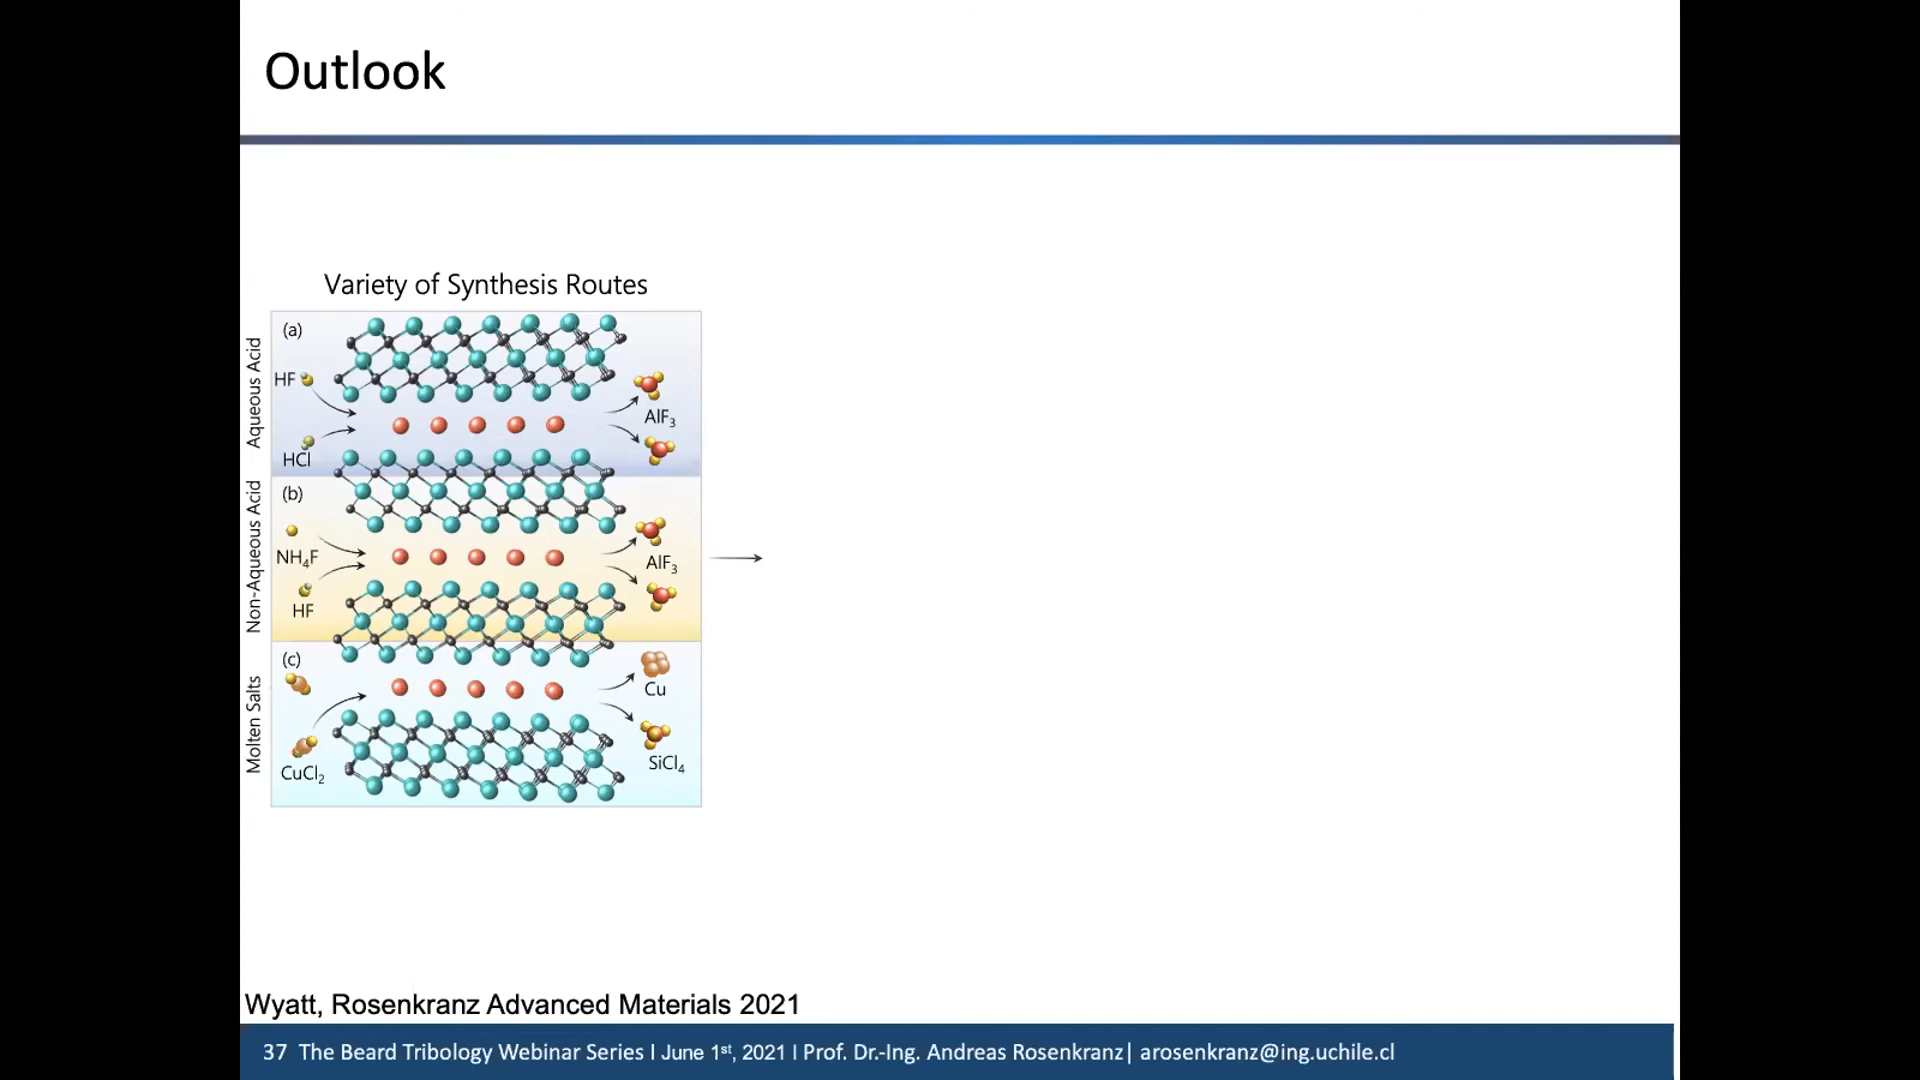 Outlook
Variety of Synthesis Routes
Aqueous Acid
(a)
HF
HCl
AlF₃
Non-Aqueous Acid
(b)
NH₄F
HF
AlF₃
Molten Salts
(c)
CuCl₂
Cu
SiCl₄
Wyatt, Rosenkranz Advanced Materials 2021
37 The Beard Tribology Webinar Series I June 1ˢᵗ, 2021 I Prof. Dr.-Ing. Andreas Rosenkranz| arosenkranz@ing.uchile.cl